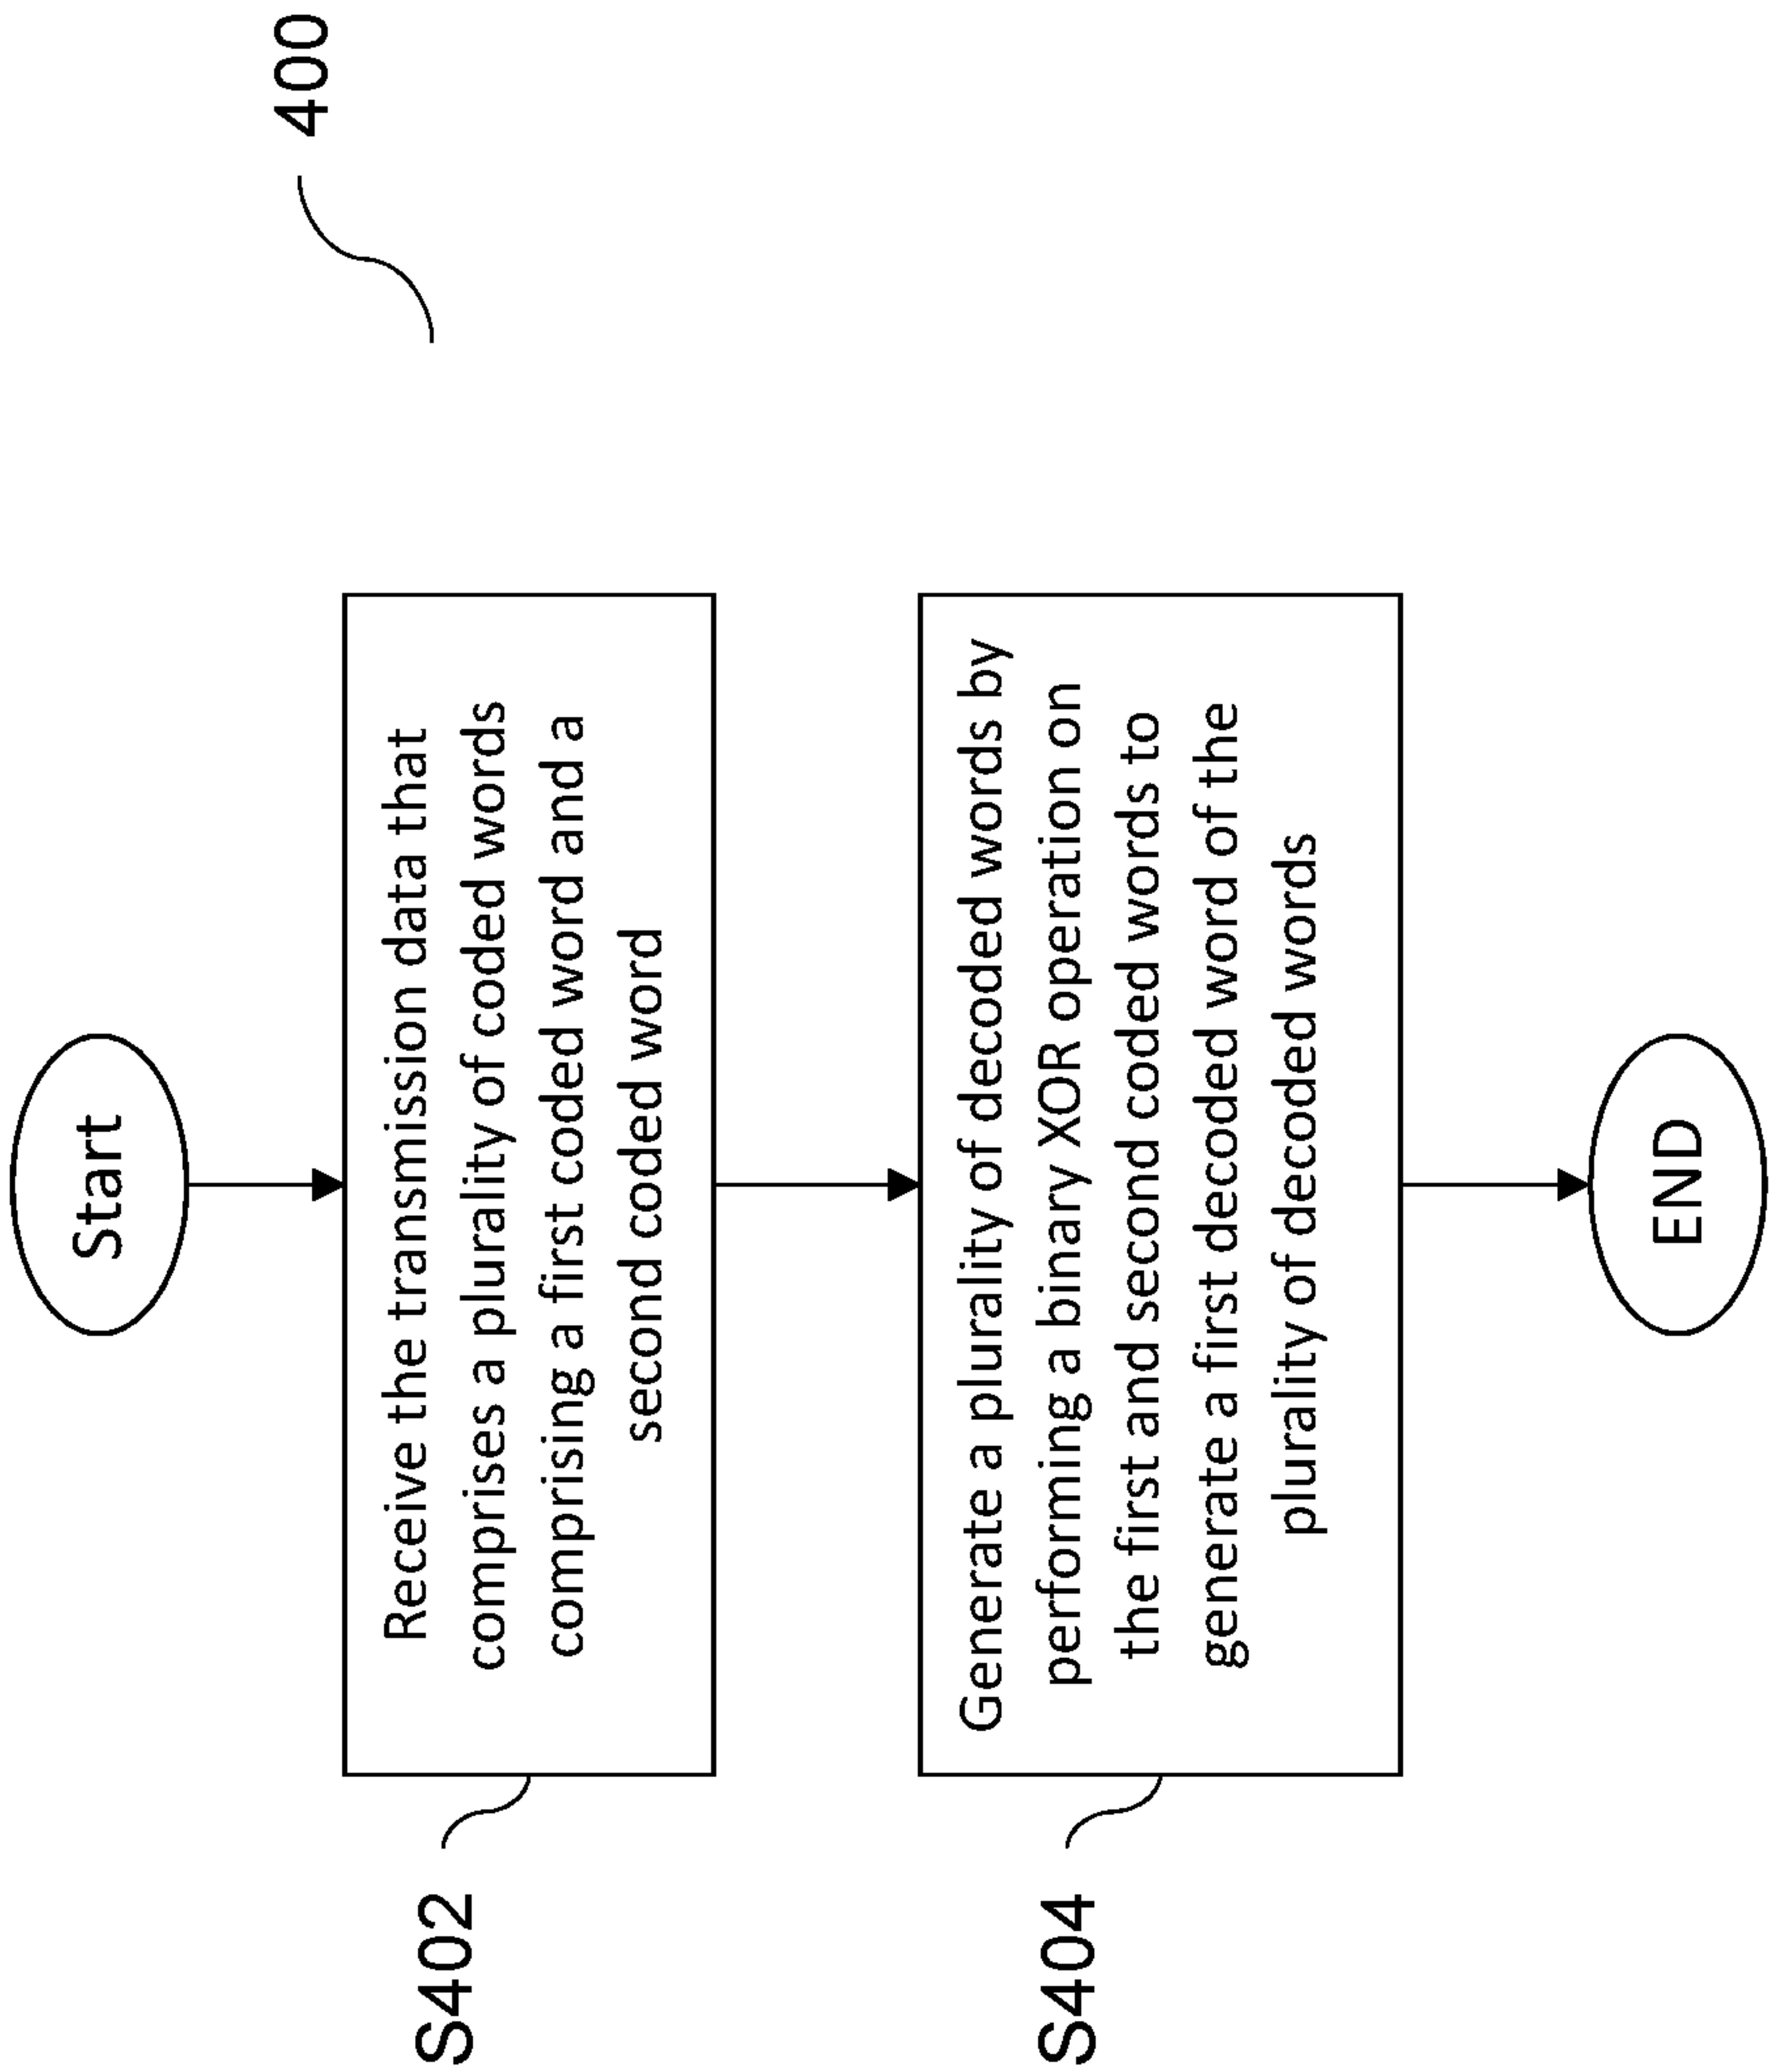 400
Start
S402
Receive the transmission data that
comprises a plurality of coded words
comprising a first coded word and a
second coded word
S404
Generate a plurality of decoded words by
performing a binary XOR operation on
the first and second coded words to
generate a first decoded word of the
plurality of decoded words
END